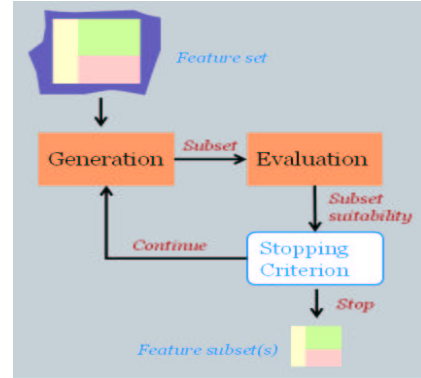 Feature set
Subset
Generation
Evaluation
Subset
suitability
Continue
Stopping
Criterion
Stop
Feature subset(s)